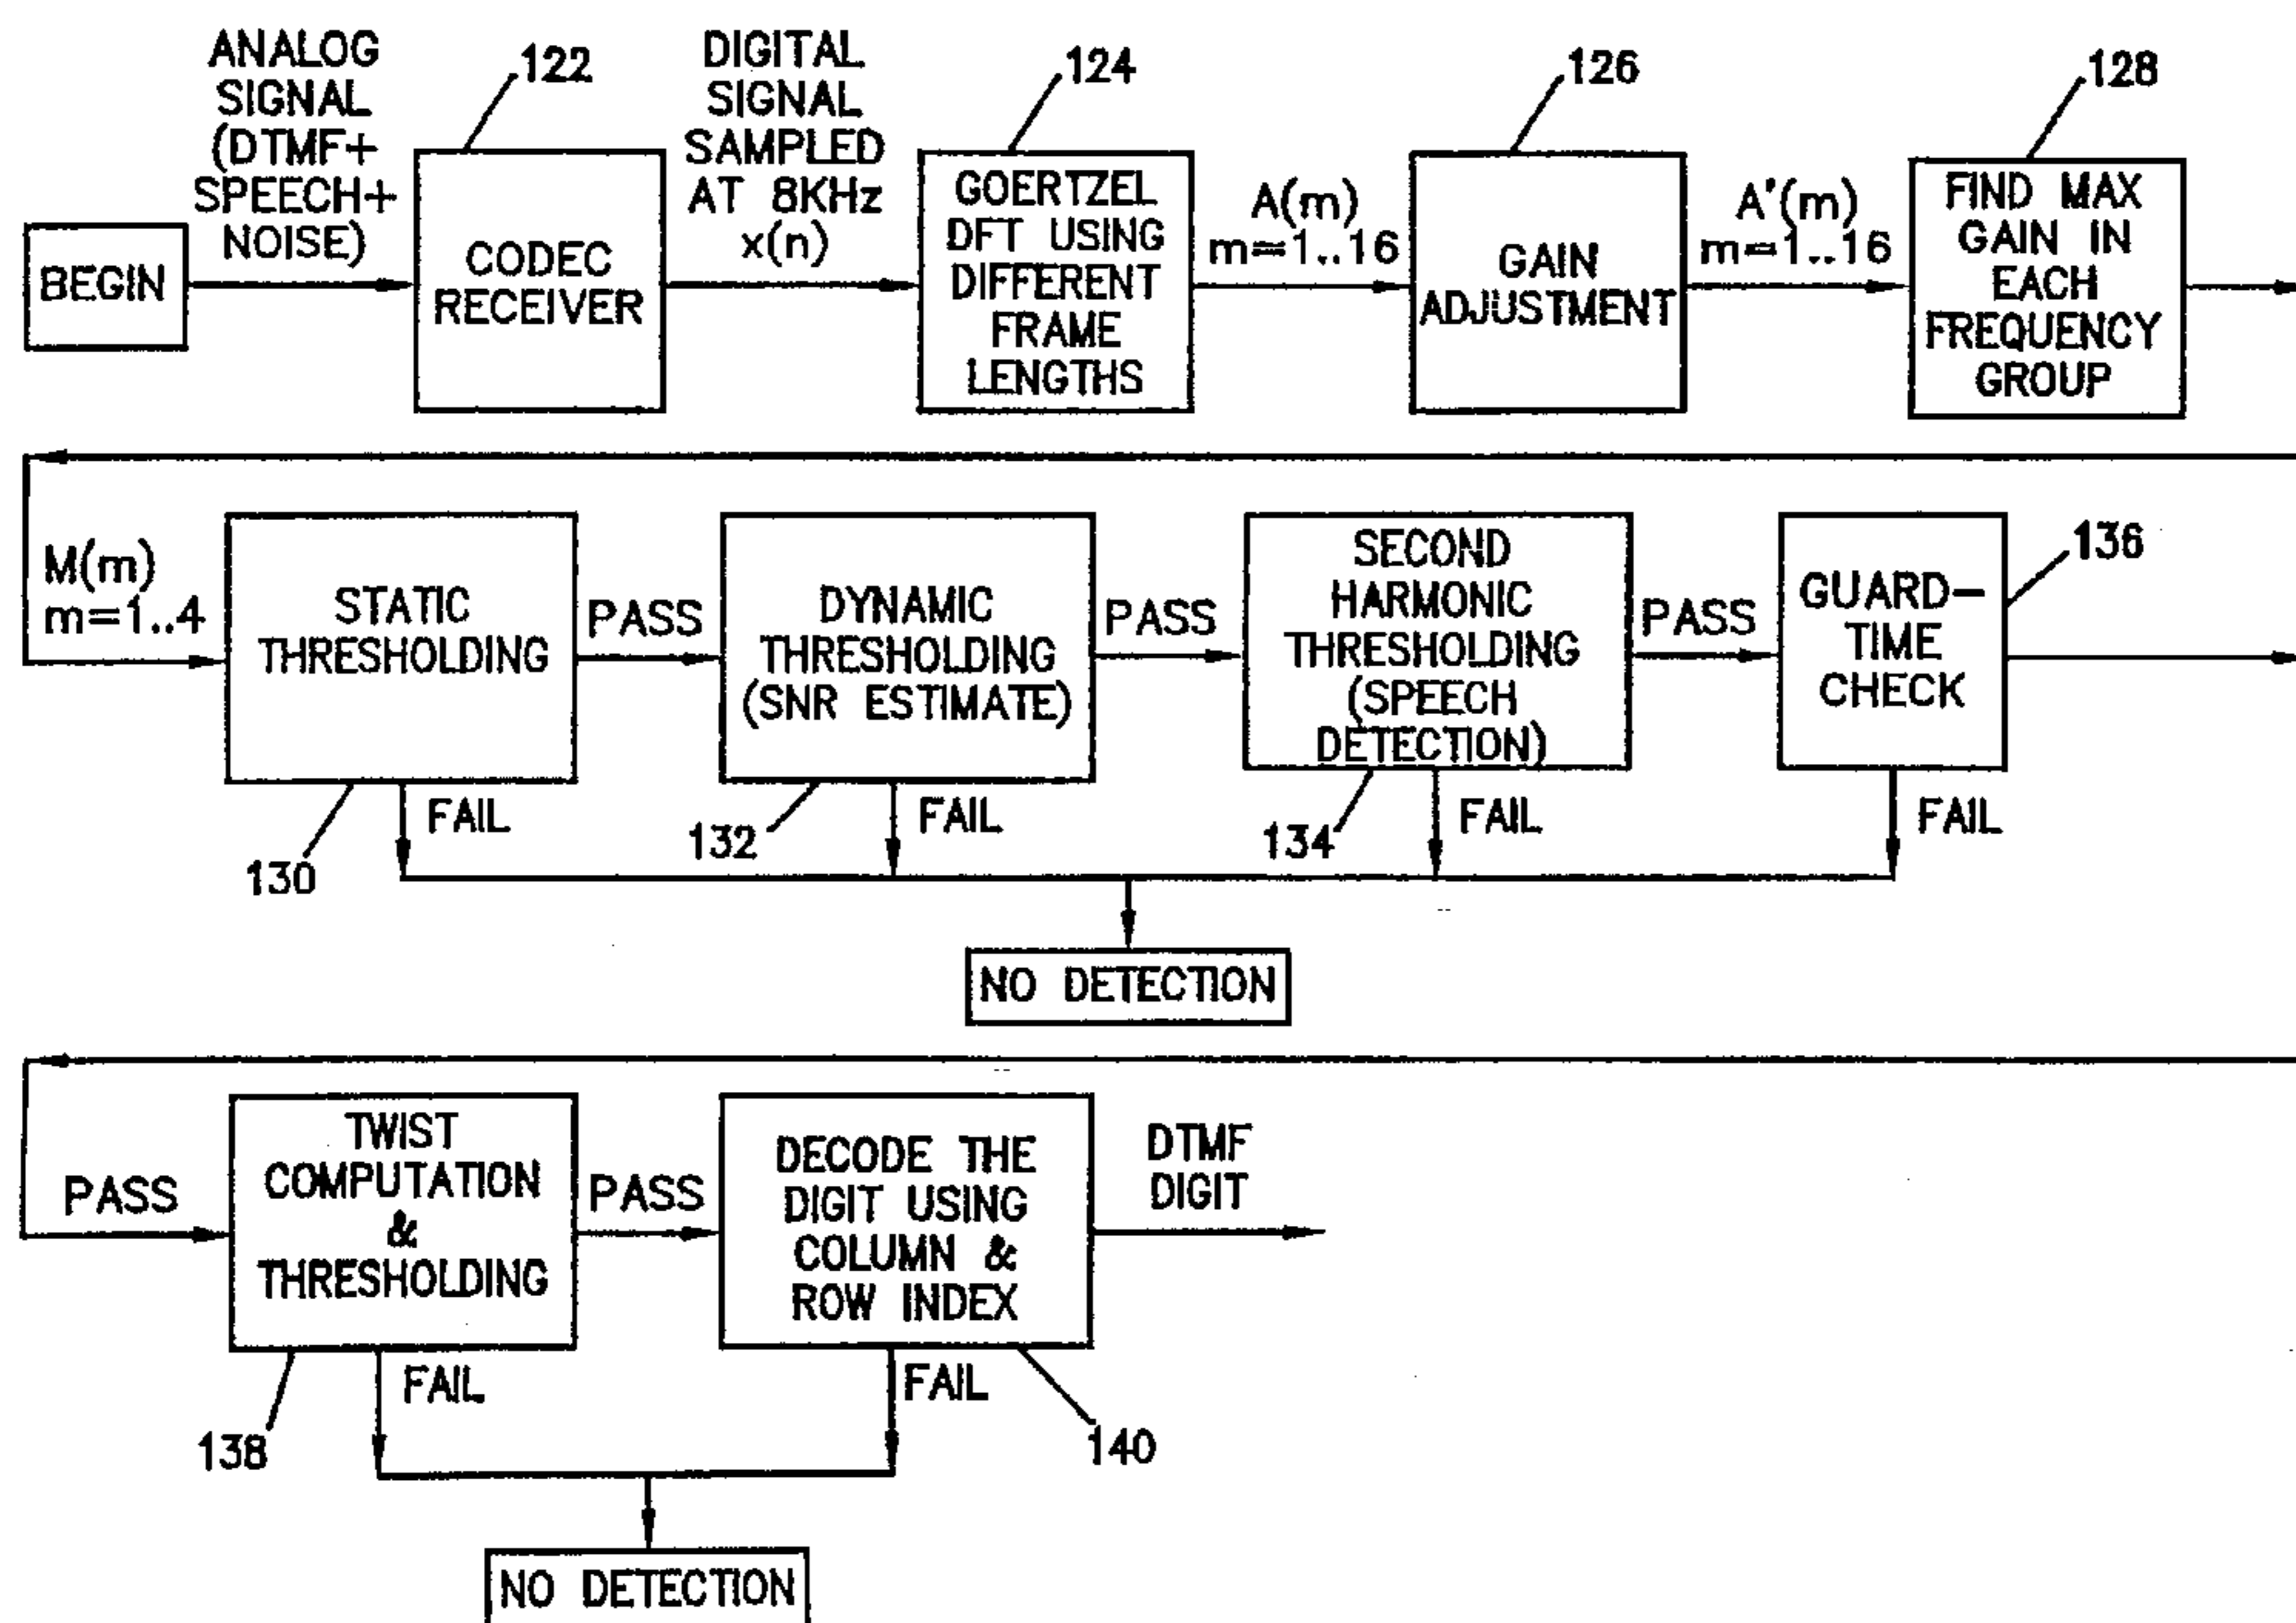 ANALOG
SIGNAL
(DTMF+
SPEECH+
NOISE)
122
DIGITAL
SIGNAL
SAMPLED
AT 8KHz
x(n)
124
126
128
BEGIN
CODEC
RECEIVER
GOERTZEL
DFT USING
DIFFERENT
FRAME
LENGTHS
A(m)
m=1..16
GAIN
ADJUSTMENT
A'(m)
m=1..16
FIND MAX
GAIN IN
EACH
FREQUENCY
GROUP
M(m)
m=1..4
STATIC
THRESHOLDING
PASS
DYNAMIC
THRESHOLDING
(SNR ESTIMATE)
PASS
SECOND
HARMONIC
THRESHOLDING
(SPEECH
DETECTION)
PASS
GUARD-
TIME
CHECK
136
130
FAIL
132
FAIL
134
FAIL
FAIL
NO DETECTION
PASS
TWIST
COMPUTATION
&
THRESHOLDING
PASS
DECODE THE
DIGIT USING
COLUMN &
ROW INDEX
DTMF
DIGIT
138
FAIL
FAIL
140
NO DETECTION